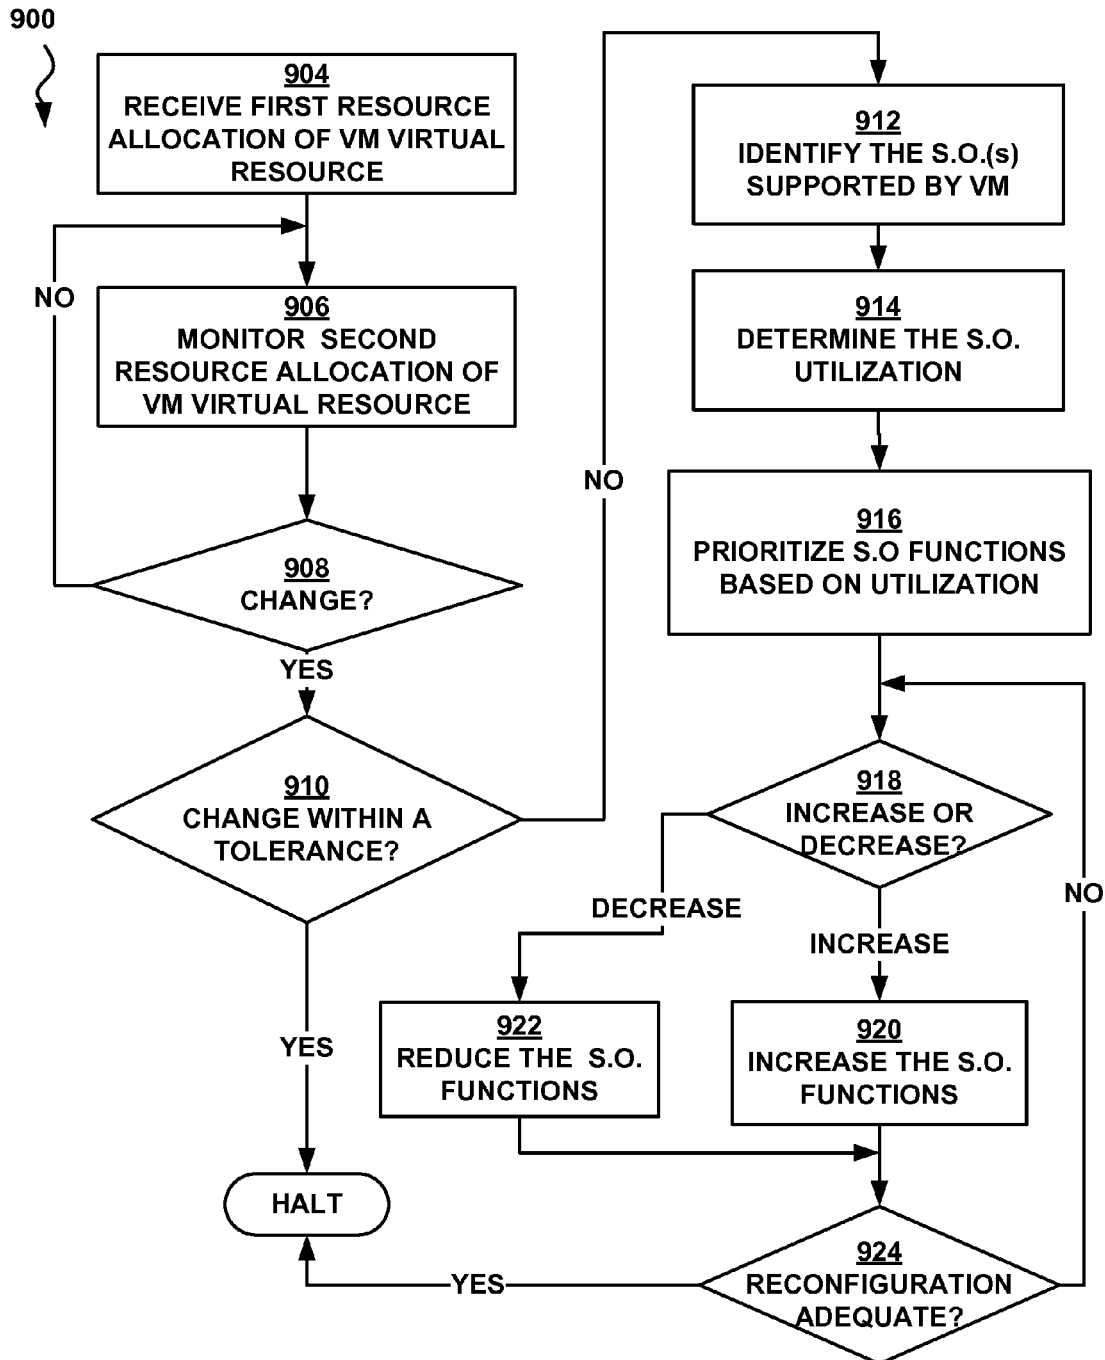 900
904
RECEIVE FIRST RESOURCE
ALLOCATION OF VM VIRTUAL
RESOURCE
NO
906
MONITOR SECOND
RESOURCE ALLOCATION OF
VM VIRTUAL RESOURCE
908
CHANGE?
YES
910
CHANGE WITHIN A
TOLERANCE?
YES
HALT
NO
912
IDENTIFY THE S.O.(s)
SUPPORTED BY VM
914
DETERMINE THE S.O.
UTILIZATION
916
PRIORITIZE S.O FUNCTIONS
BASED ON UTILIZATION
918
INCREASE OR
DECREASE?
DECREASE
INCREASE
922
REDUCE THE S.O.
FUNCTIONS
920
INCREASE THE S.O.
FUNCTIONS
924
RECONFIGURATION
ADEQUATE?
YES
NO